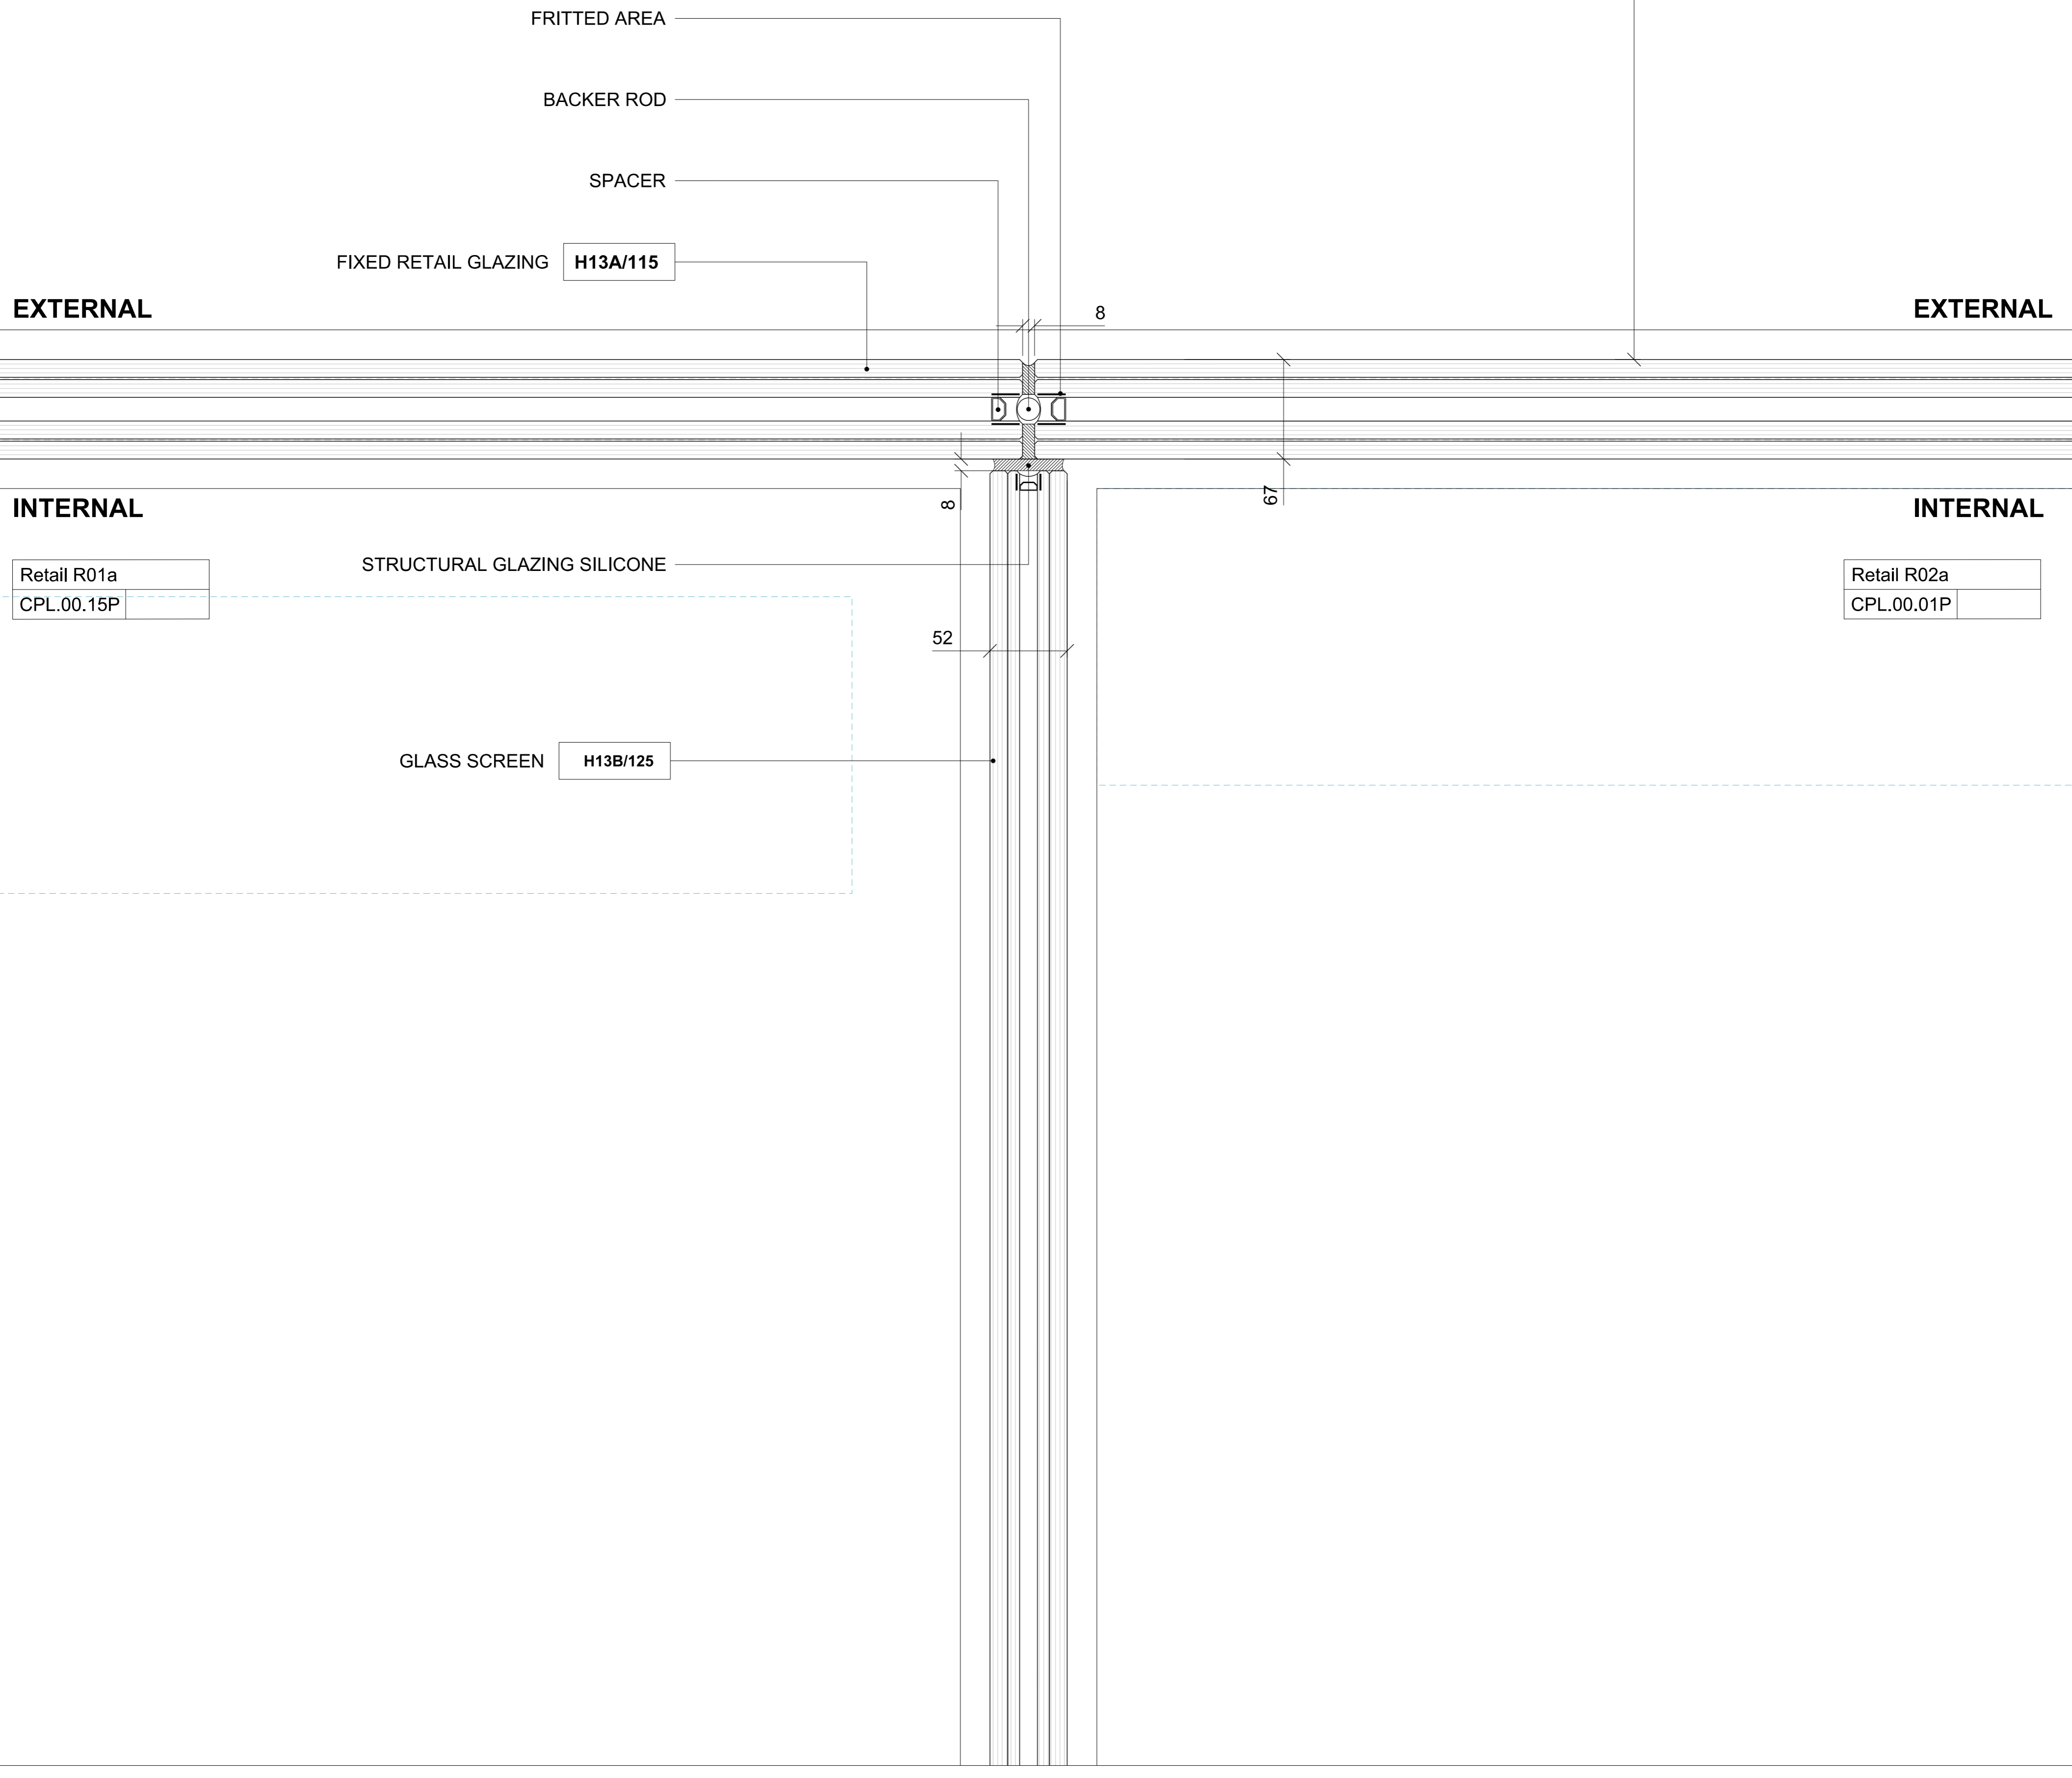 FRITTED AREA
BACKER ROD
SPACER
FIXED RETAIL GLAZING H13A/115
EXTERNAL
EXTERNAL
8
67
8
INTERNAL
INTERNAL
STRUCTURAL GLAZING SILICONE
Retail R01a
CPL.00.15P
Retail R02a
CPL.00.01P
52
GLASS SCREEN H13B/125